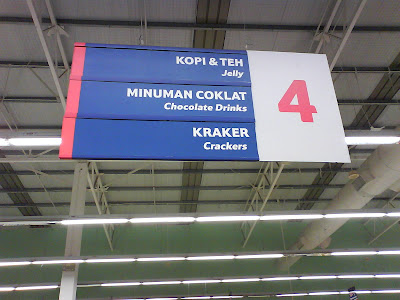 KOPI & TEH
Jelly
MINUMAN COKLAT
Chocolate Drinks
KRAKER
Crackers
4